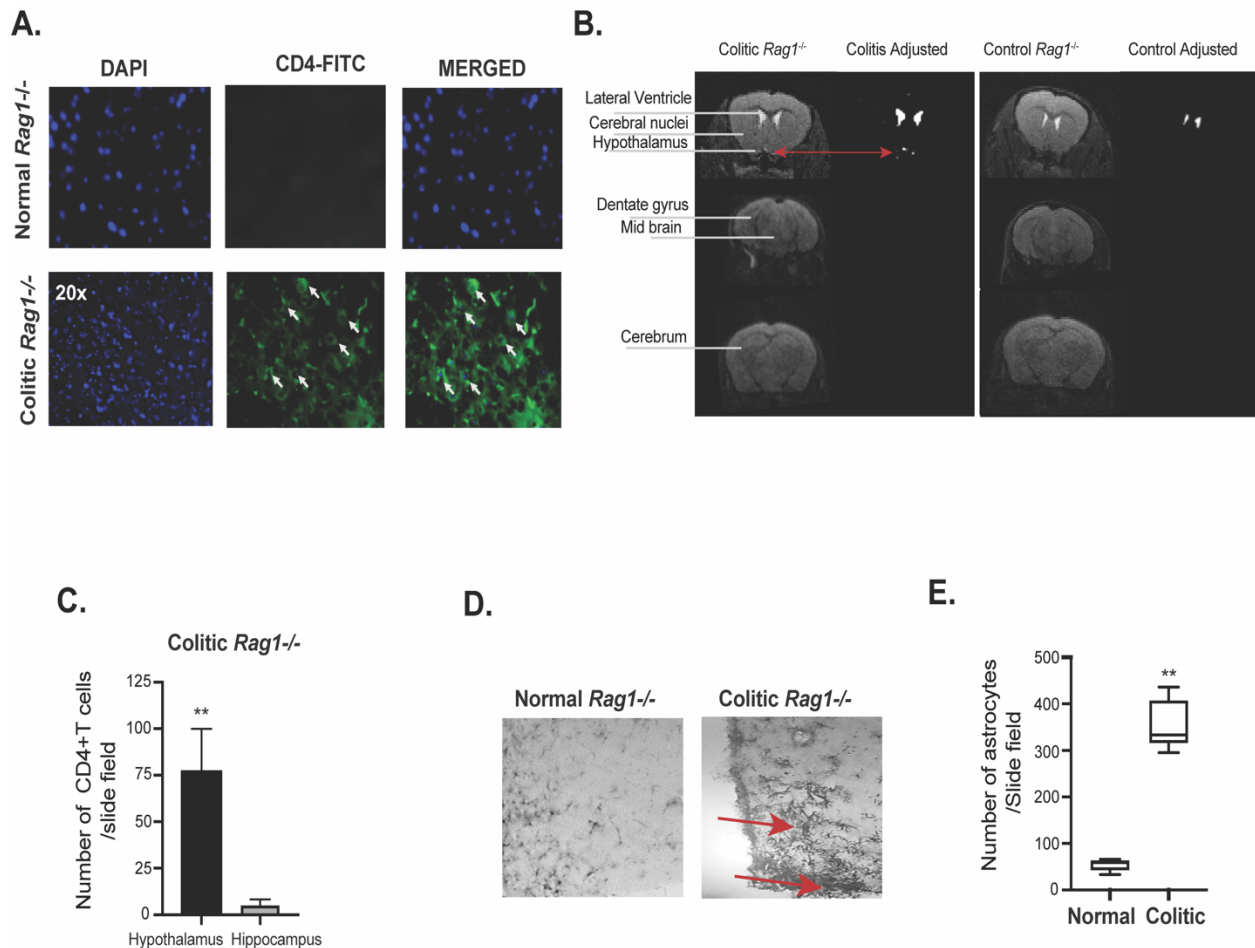 A.
DAPI
CD4-FITC
MERGED
Normal Rag1-/-
Colitic Rag1-/-
20x
B.
Colitic Rag1-/-
Colitis Adjusted
Control Rag1-/-
Control Adjusted
Lateral Ventricle
Cerebral nuclei
Hypothalamus
Dentate gyrus
Mid brain
Cerebrum
C.
Colitic Rag1-/-
Number of CD4+T cells
/slide field
125
100
75
50
25
0
**
Hypothalamus
Hippocampus
D.
Normal Rag1-/-
Colitic Rag1-/-
E.
Number of astrocytes
/Slide field
500
400
300
200
100
0
**
Normal
Colitic